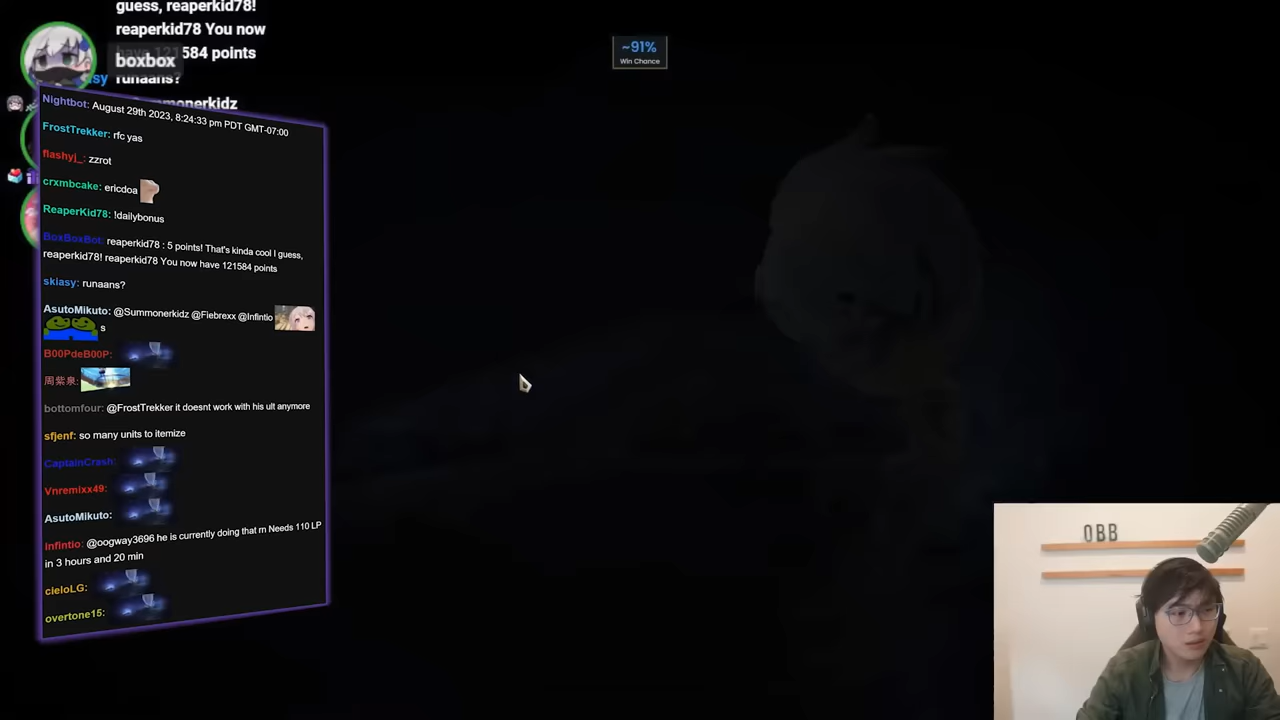 guess, reaperkid78!
reaperkid78 You now
have 121584 points
boxbox
runaans?
~91%
Win Chance
Nightbot: August 29th 2023, 8:24:33 pm PDT GMT-07:00
FrostTrekker: rfc yas
flashyj_: zzrot
crxmbcake: ericdoa
ReaperKid78: !dailybonus
BoxBoxBot: reaperkid78 : 5 points! That's kinda cool I guess,
reaperkid78! reaperkid78 You now have 121584 points
skiasy: runaans?
AsutoMikuto: @Summonerkidz @Fiebrexx @Infintio
s
B00PdeB00P:
周紫泉:
bottomfour: @FrostTrekker it doesnt work with his ult anymore
sfjenf: so many units to itemize
CaptainCrash:
Vnremixx49:
AsutoMikuto:
Infintio: @oogway3696 he is currently doing that rn Needs 110 LP
in 3 hours and 20 min
cieloLG:
overtone15:
OBB